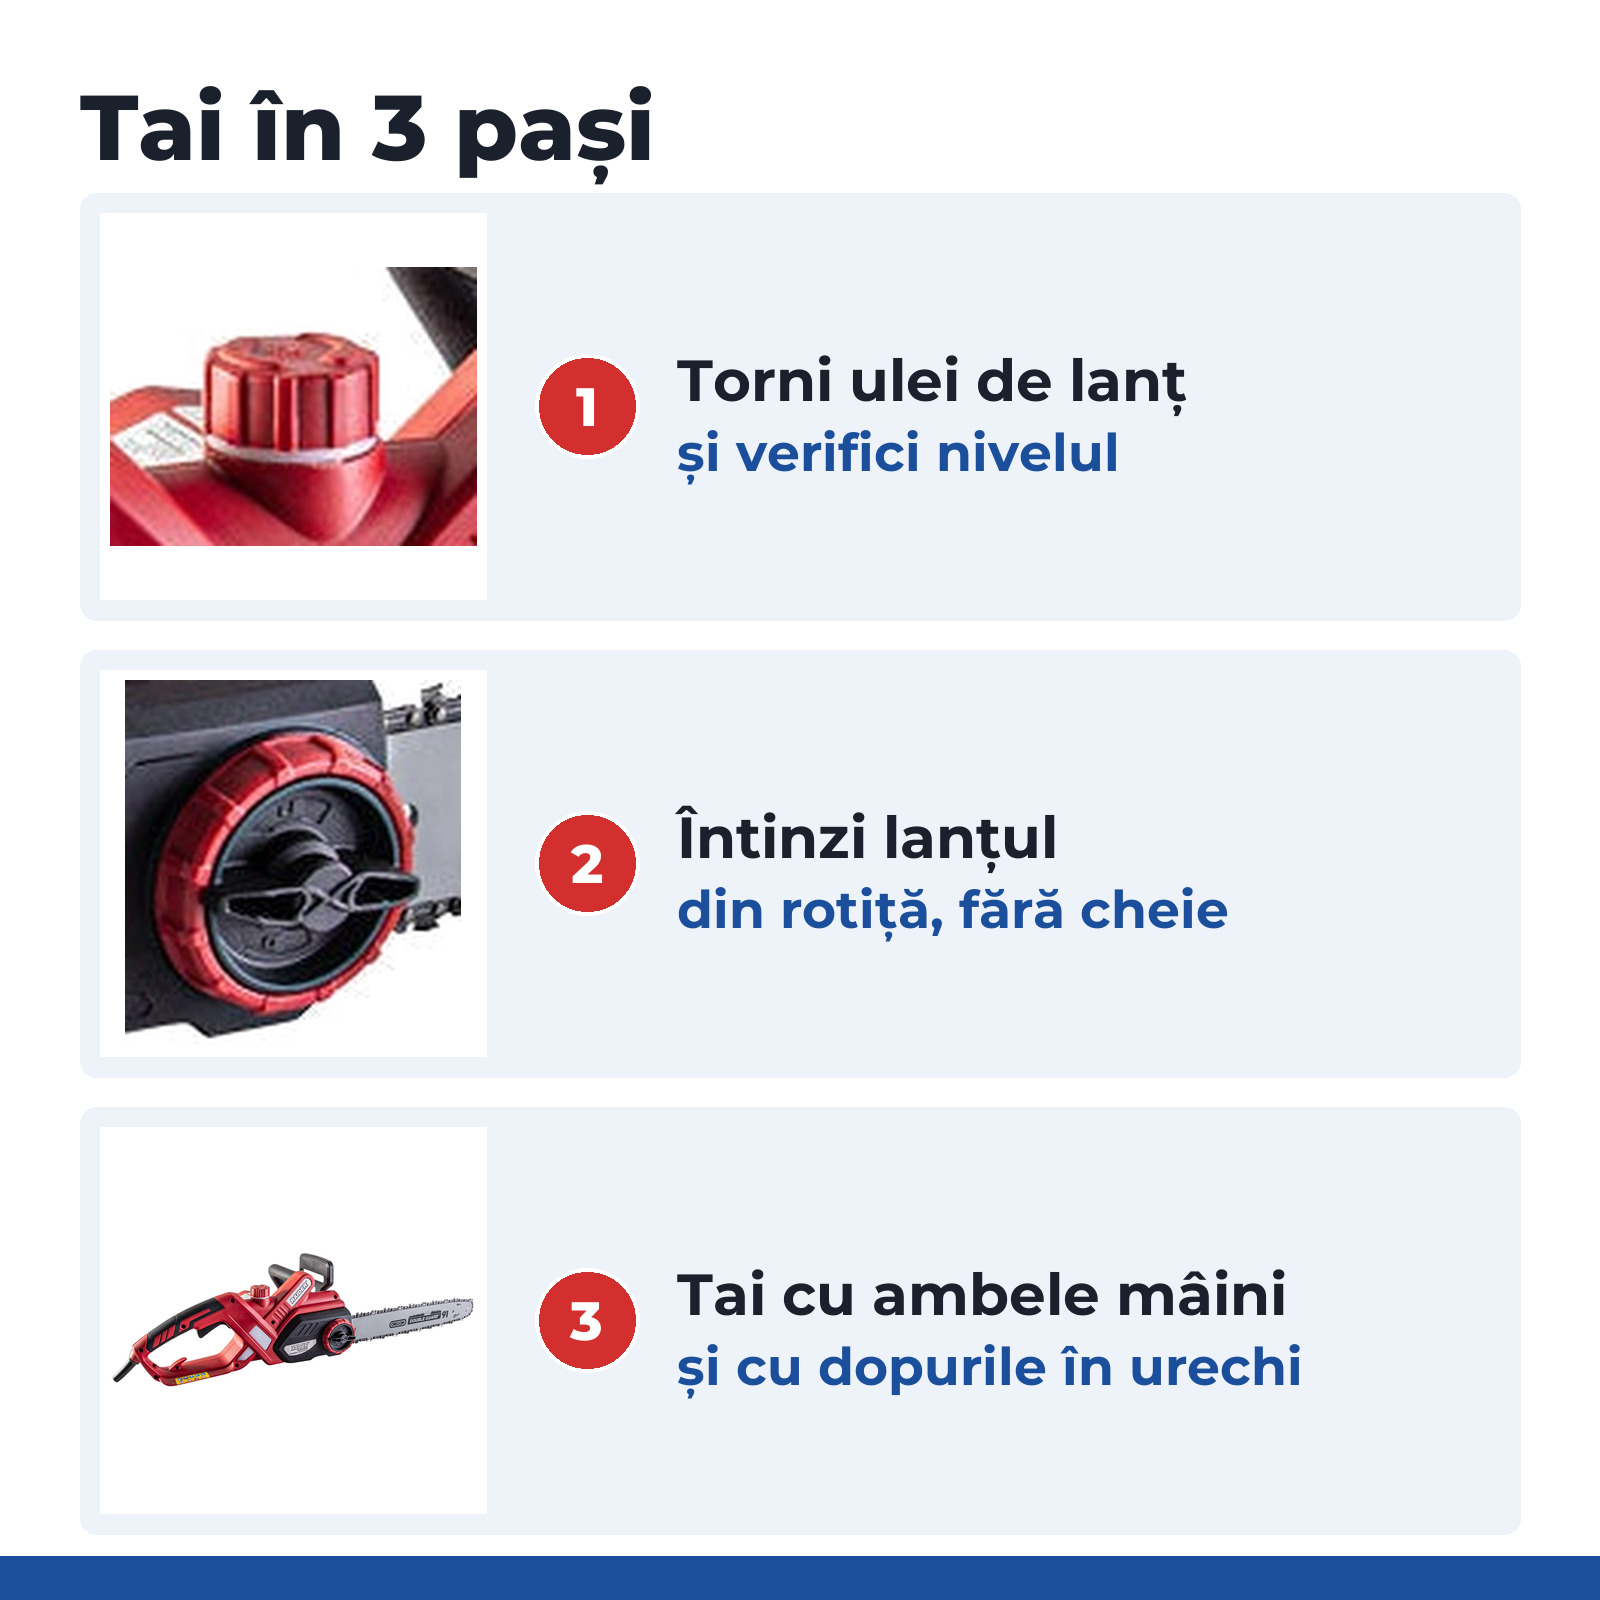 Tai în 3 pași
1
Torni ulei de lanț
și verifici nivelul
2
Întinzi lanțul
din rotiță, fără cheie
3
Tai cu ambele mâini
și cu dopurile în urechi